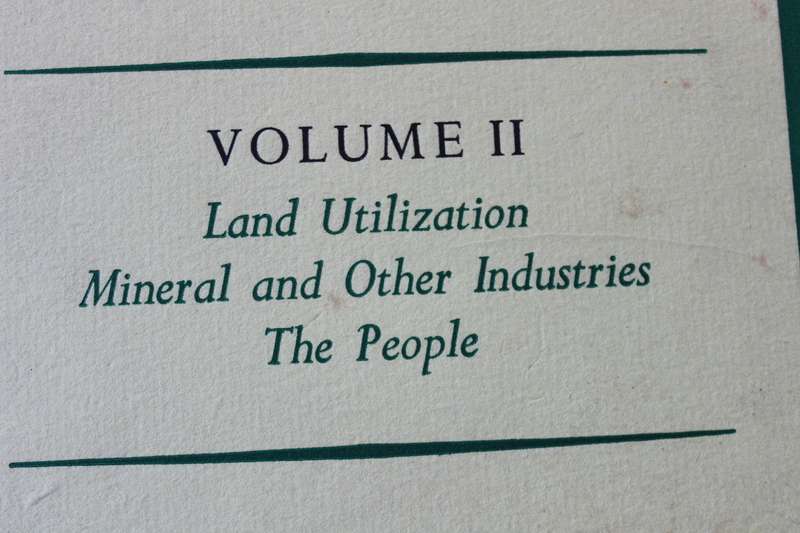 VOLUME II
Land Utilization
Mineral and Other Industries
The People